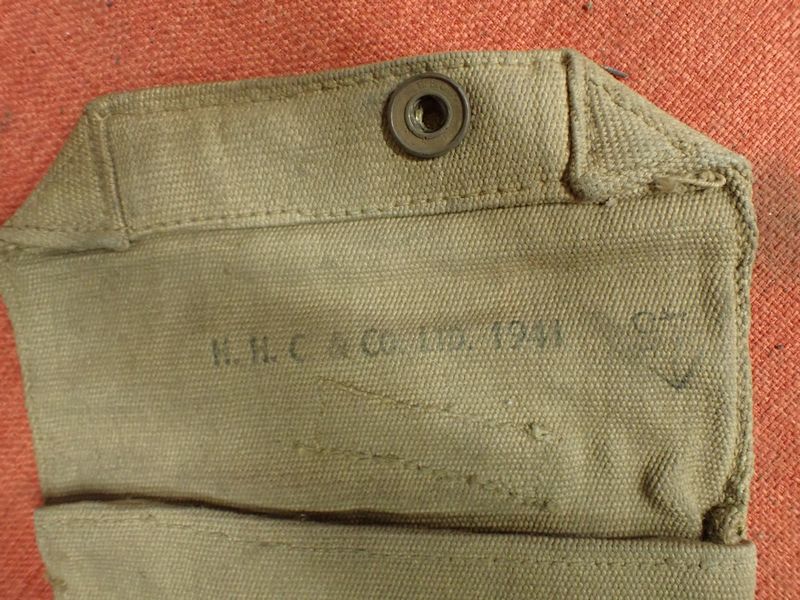 H. H. C & Co. LTD. 1941